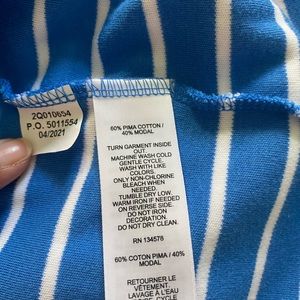 2Q010654
P.O. 5011554
04/2021
60% PIMA COTTON /
40% MODAL
TURN GARMENT INSIDE
OUT.
MACHINE WASH COLD
GENTLE CYCLE.
WASH WITH LIKE
COLORS.
ONLY NON-CHLORINE
BLEACH WHEN
NEEDED.
TUMBLE DRY LOW.
WARM IRON IF NEEDED
ON REVERSE SIDE.
DO NOT IRON
DECORATION.
DO NOT DRY CLEAN.
RN 134578
60% COTON PIMA / 40%
MODAL
RETOURNER LE
VÊTEMENT.
LAVAGE À L'EAU